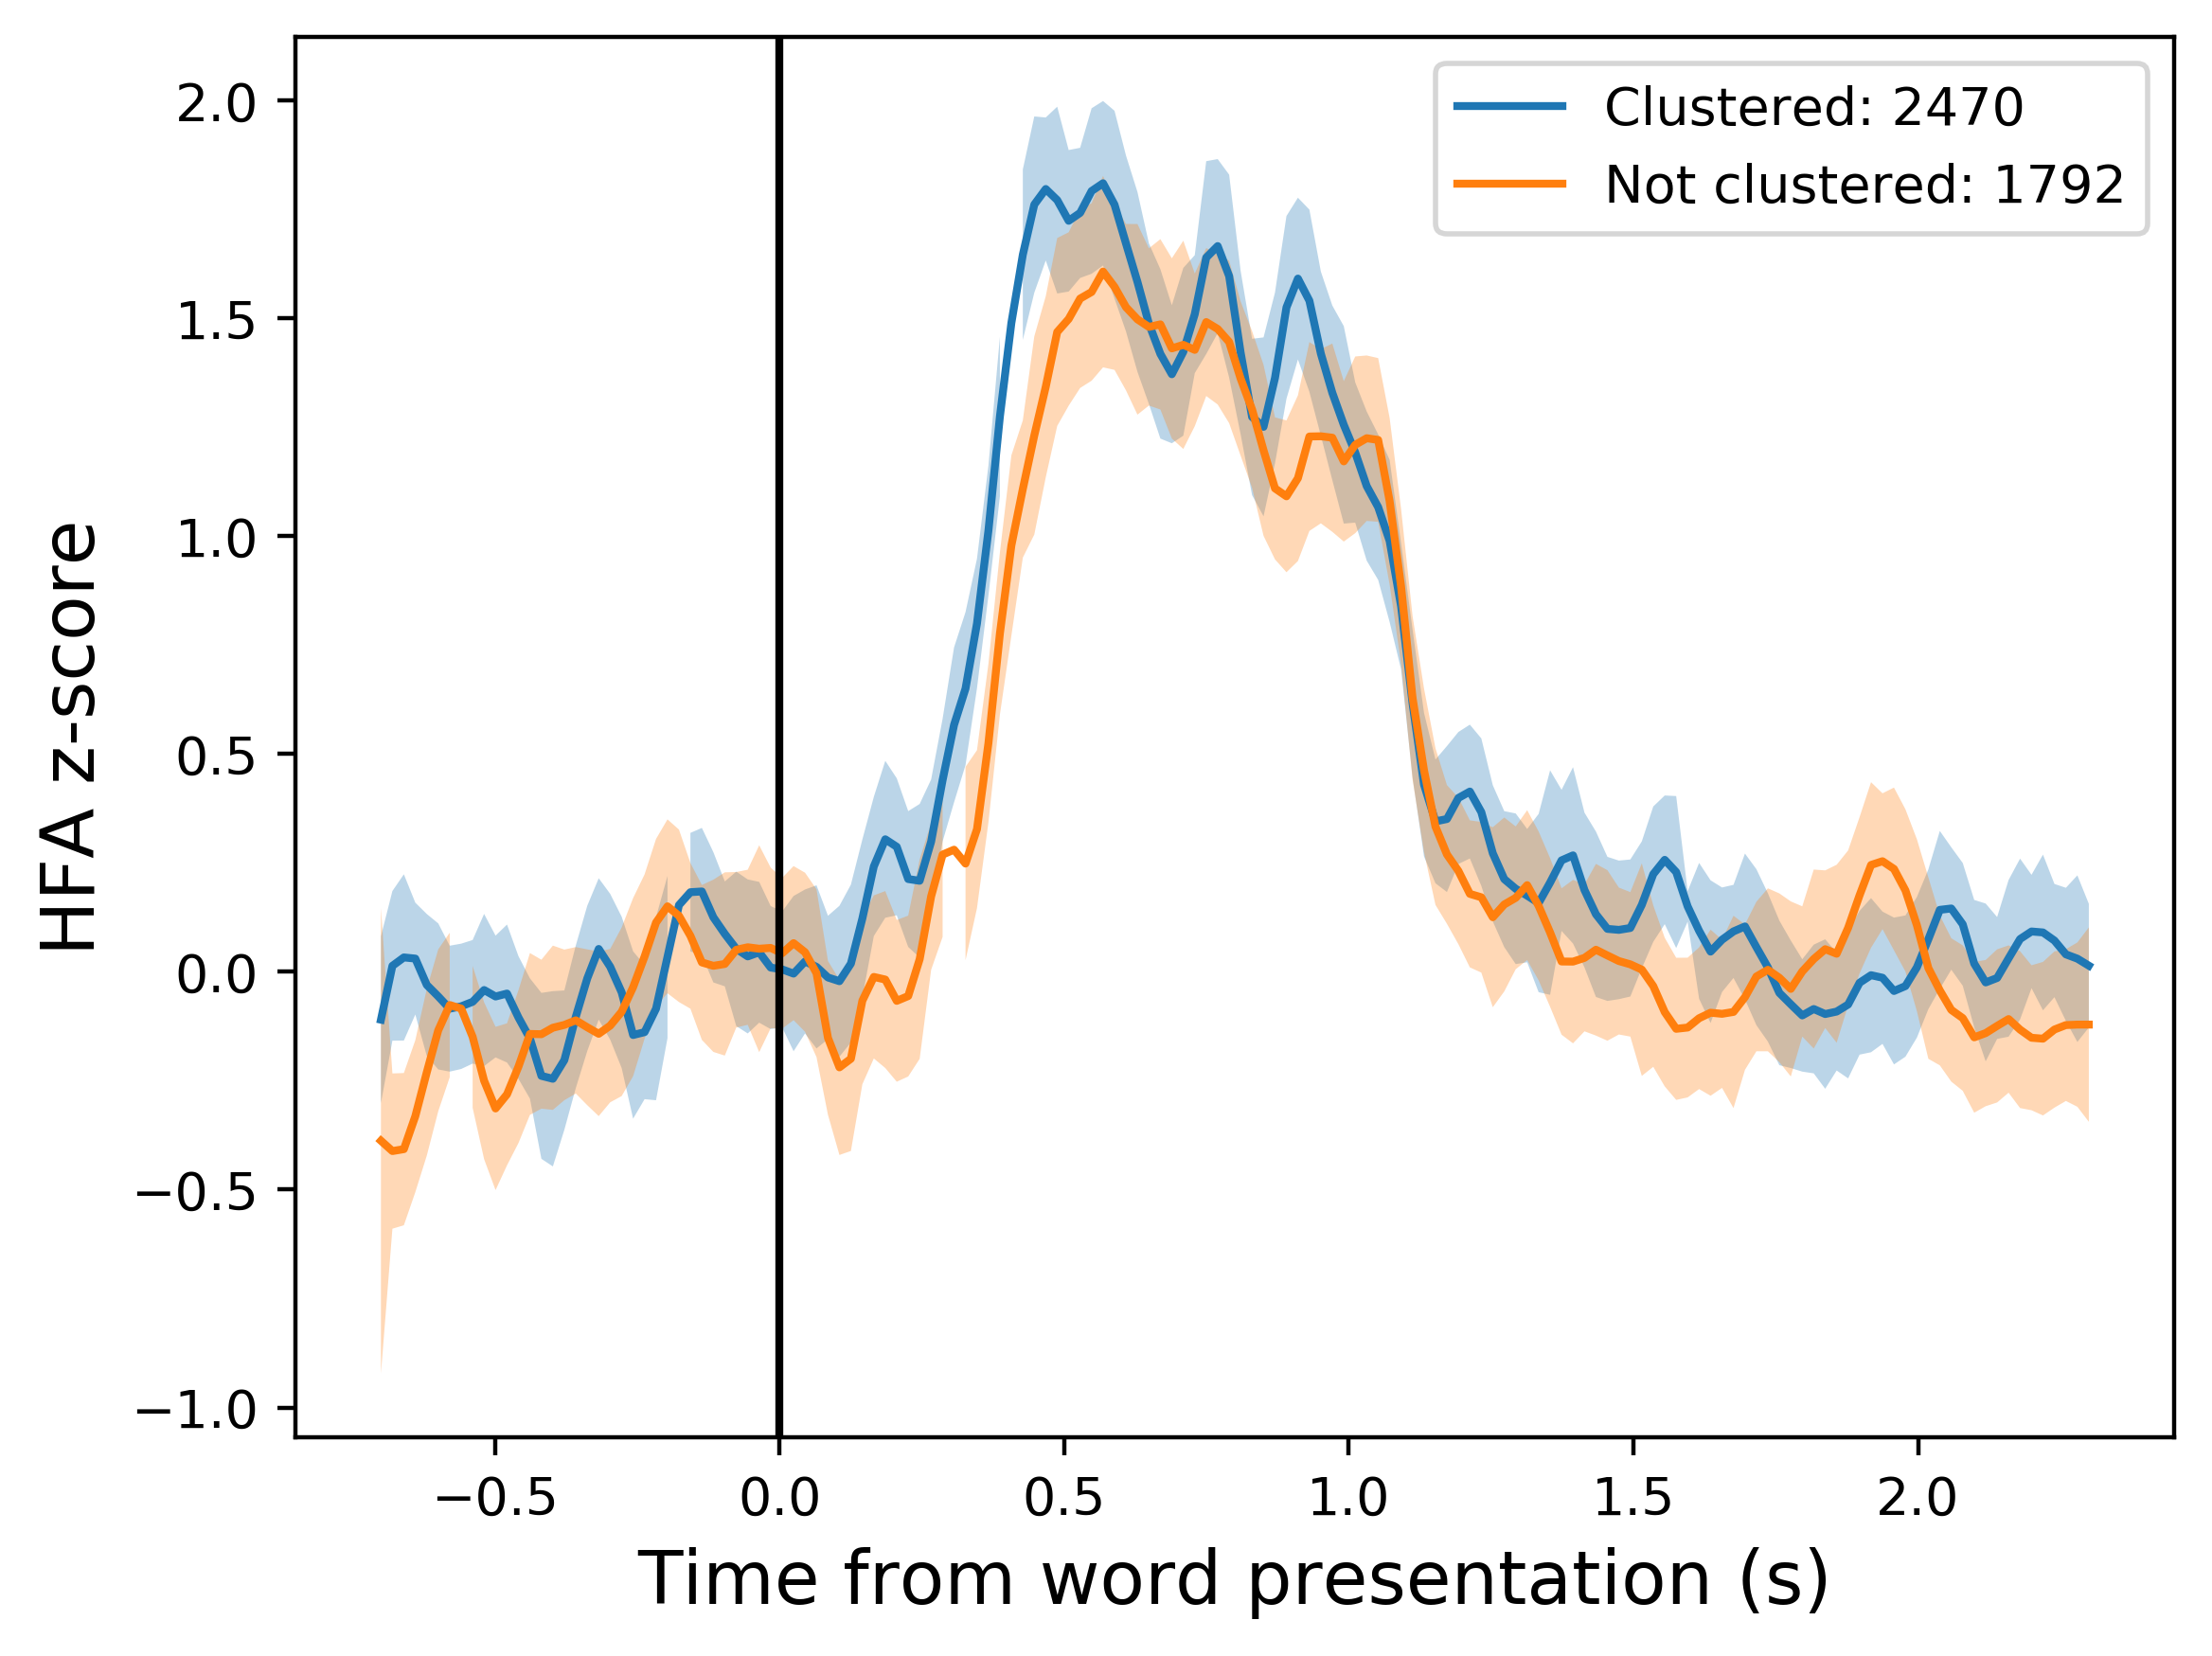 Clustered: 2470
Not clustered: 1792
HFA z-score
2.0
1.5
1.0
0.5
0.0
−0.5
−1.0
−0.5 0.0 0.5 1.0 1.5 2.0
Time from word presentation (s)